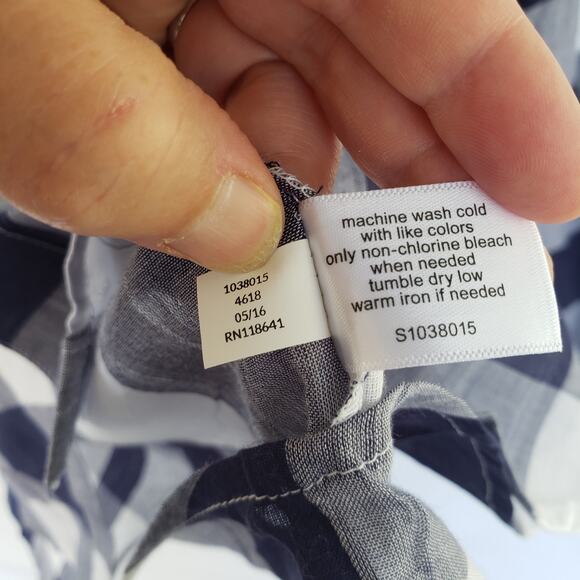 1038015
4618
05/16
RN118641
machine wash cold
with like colors
only non-chlorine bleach
when needed
tumble dry low
warm iron if needed
S1038015